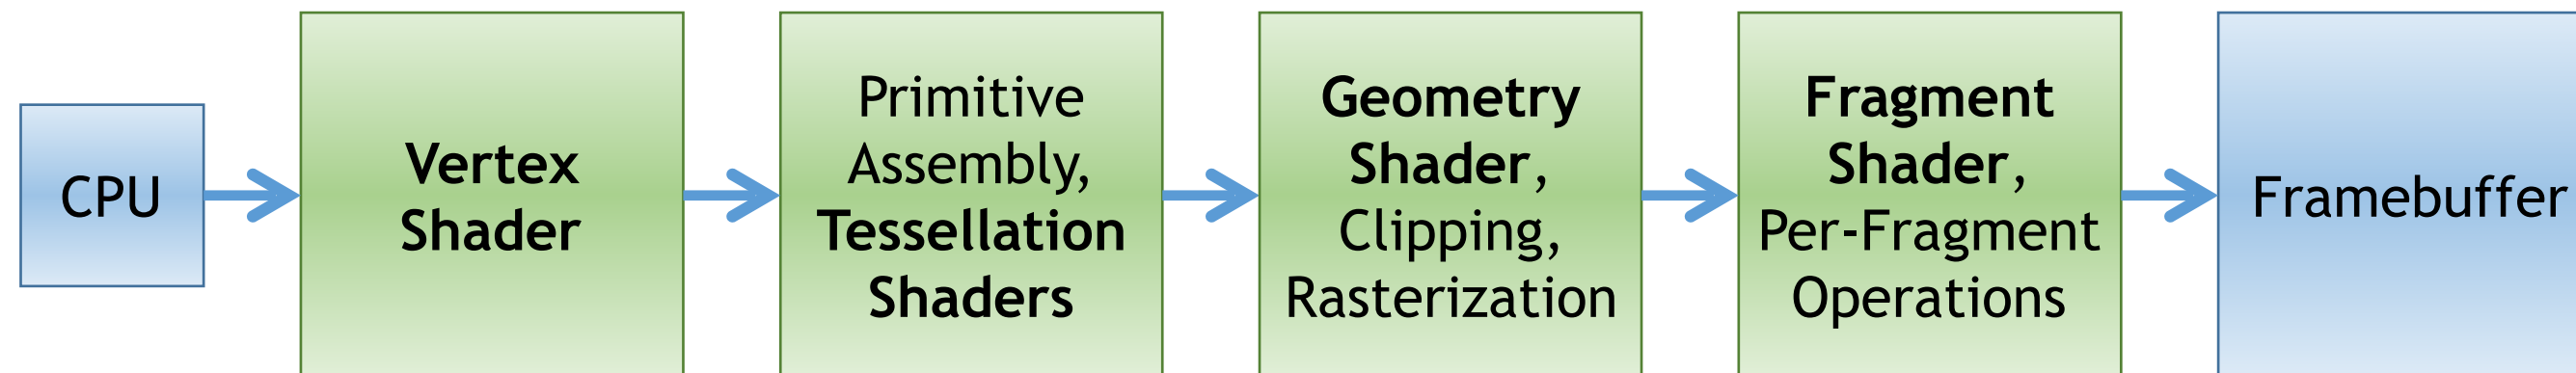 CPU
Vertex
Shader
Primitive
Assembly,
Tessellation
Shaders
Geometry
Shader,
Clipping,
Rasterization
Fragment
Shader,
Per-Fragment
Operations
Framebuffer